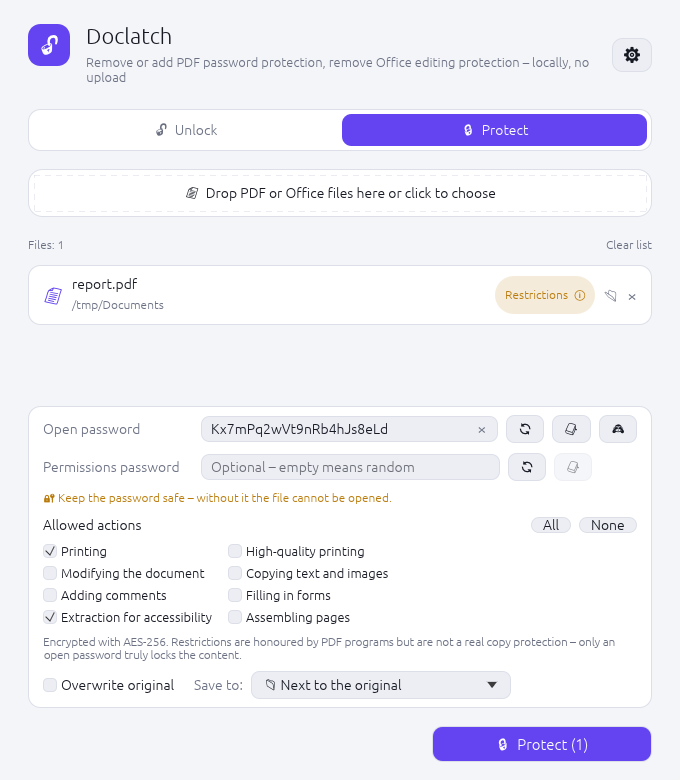 Doclatch
Remove or add PDF password protection, remove Office editing protection – locally, no
upload
Unlock
Protect
Drop PDF or Office files here or click to choose
Files: 1
Clear list
report.pdf
/tmp/Documents
Restrictions
Open password
Kx7mPq2wVt9nRb4hJs8eLd
Permissions password
Optional – empty means random
Keep the password safe – without it the file cannot be opened.
Allowed actions
All
None
Printing
High-quality printing
Modifying the document
Copying text and images
Adding comments
Filling in forms
Extraction for accessibility
Assembling pages
Encrypted with AES-256. Restrictions are honoured by PDF programs but are not a real copy protection – only an
open password truly locks the content.
Overwrite original
Save to:
Next to the original
Protect (1)